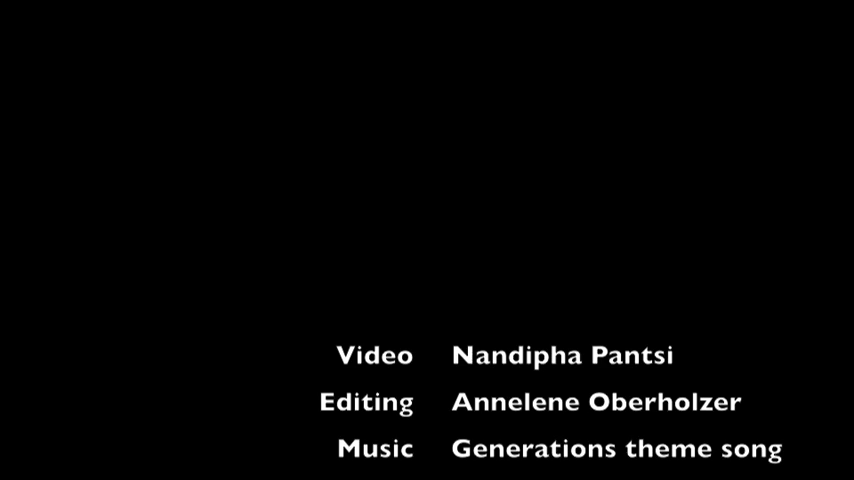 Video Nandipha Pantsi
Editing Annelene Oberholzer
Music Generations theme song